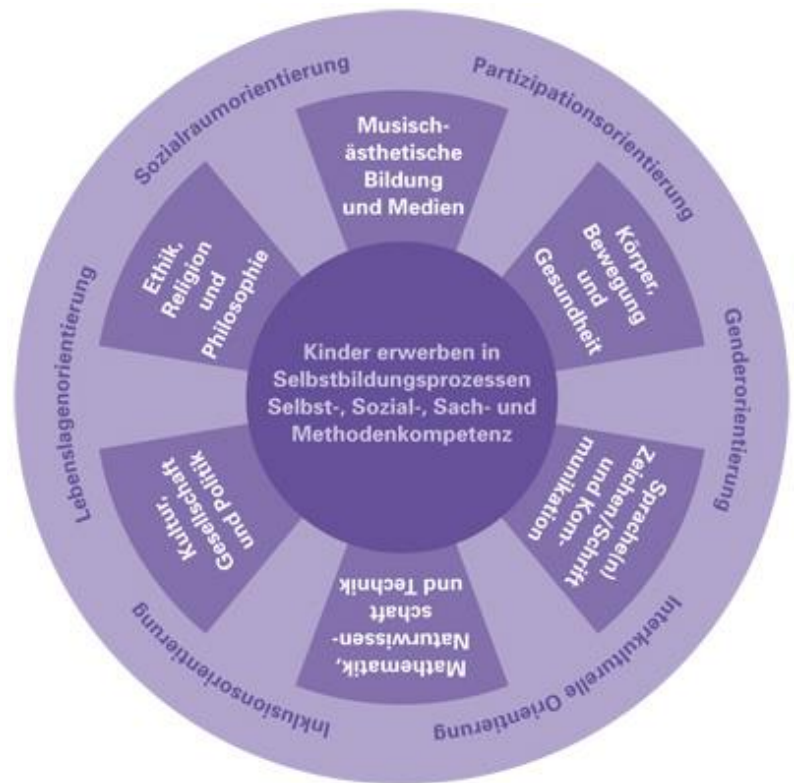 Kinder erwerben in
Selbstbildungsprozessen
Selbst-, Sozial-, Sach- und
Methodenkompetenz
Musisch-
ästhetische
Bildung
und Medien
Körper,
Bewegung
und
Gesundheit
Sprache(n)
Zeichen/Schrift
und Kom-
munikation
Mathematik,
Naturwissen-
schaft
und Technik
Kultur,
Gesellschaft
und Politik
Ethik,
Religion
und
Philosophie
Partizipationsorientierung
Genderorientierung
Interkulturelle Orientierung
Inklusionsorientierung
Lebenslagenorientierung
Sozialraumorientierung